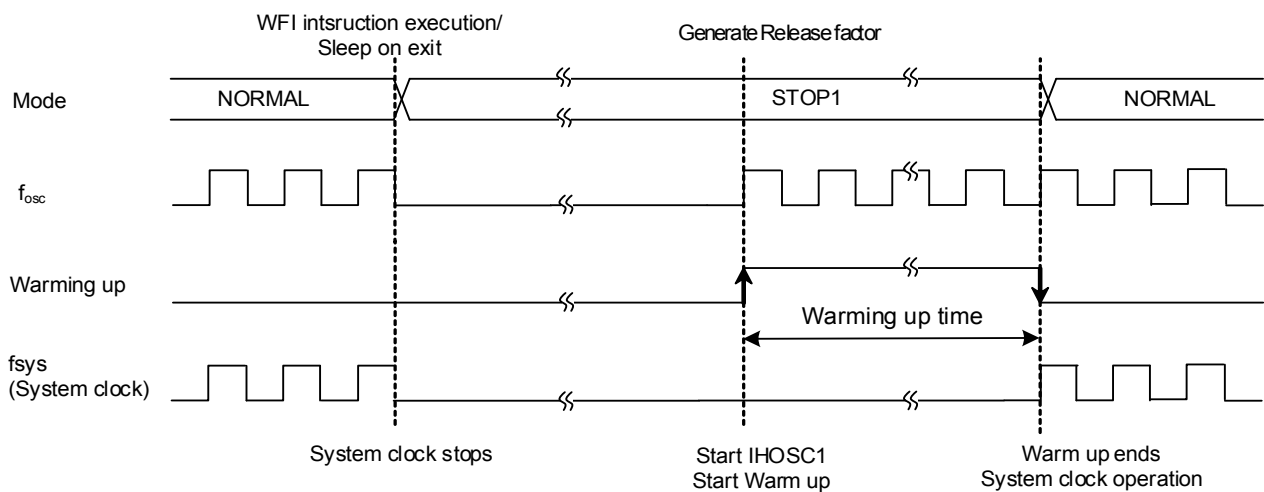 WFI intsruction execution/
Sleep on exit
Generate Release factor
Mode
NORMAL
STOP1
NORMAL
fosc
Warming up
Warming up time
fsys
(System clock)
System clock stops
Start IHOSC1
Start Warm up
Warm up ends
System clock operation